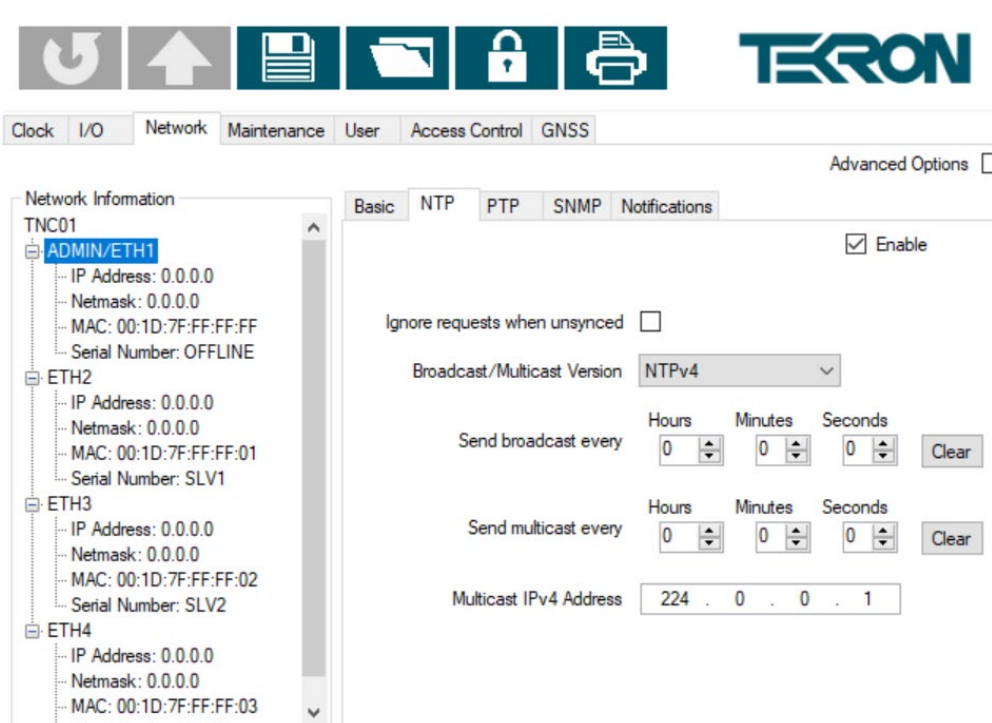 TEKRON
Clock I/O Network Maintenance User Access Control GNSS
Advanced Options
Network Information
TNC01
ADMIN/ETH1
IP Address: 0.0.0.0
Netmask: 0.0.0.0
MAC: 00:1D:7F:FF:FF:FF
Serial Number: OFFLINE
ETH2
IP Address: 0.0.0.0
Netmask: 0.0.0.0
MAC: 00:1D:7F:FF:FF:01
Serial Number: SLV1
ETH3
IP Address: 0.0.0.0
Netmask: 0.0.0.0
MAC: 00:1D:7F:FF:FF:02
Serial Number: SLV2
ETH4
IP Address: 0.0.0.0
Netmask: 0.0.0.0
MAC: 00:1D:7F:FF:FF:03
Basic NTP PTP SNMP Notifications
Enable
Ignore requests when unsynced
Broadcast/Multicast Version NTPv4
Hours Minutes Seconds
Send broadcast every 0 0 0 Clear
Hours Minutes Seconds
Send multicast every 0 0 0 Clear
Multicast IPv4 Address 224 . 0 . 0 . 1